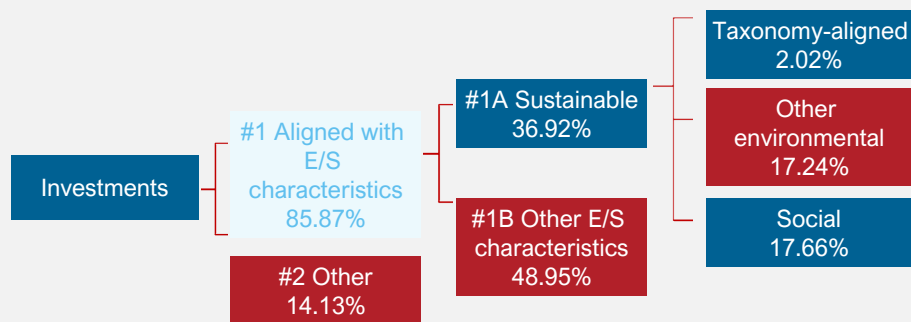 Investments
#1 Aligned with
E/S
characteristics
85.87%
#2 Other
14.13%
#1A Sustainable
36.92%
#1B Other E/S
characteristics
48.95%
Taxonomy-aligned
2.02%
Other
environmental
17.24%
Social
17.66%